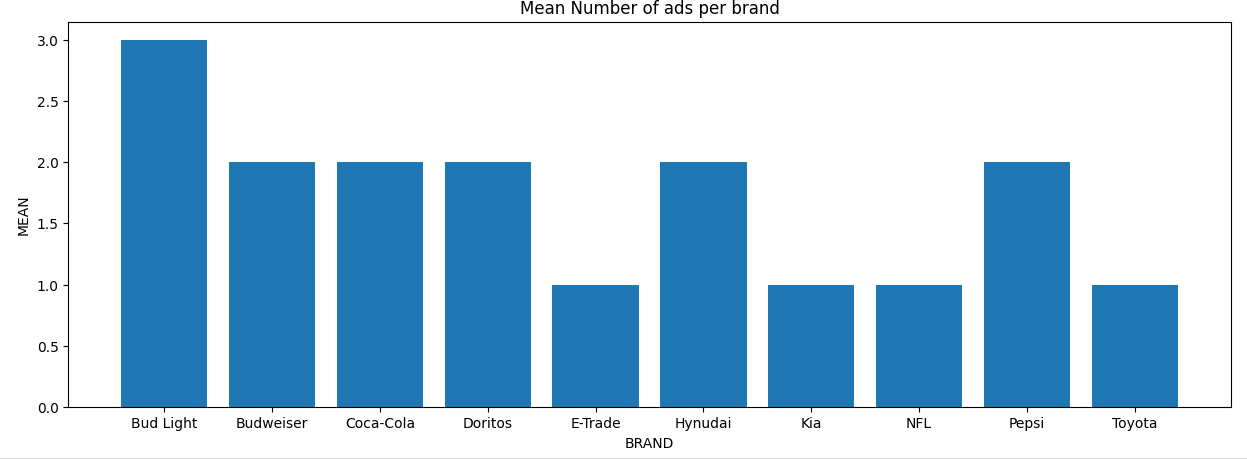 Mean Number of ads per brand
3.0
2.5
2.0
1.5
1.0
0.5
0.0
MEAN
Bud Light Budweiser Coca-Cola Doritos E-Trade Hynudai Kia NFL Pepsi Toyota
BRAND